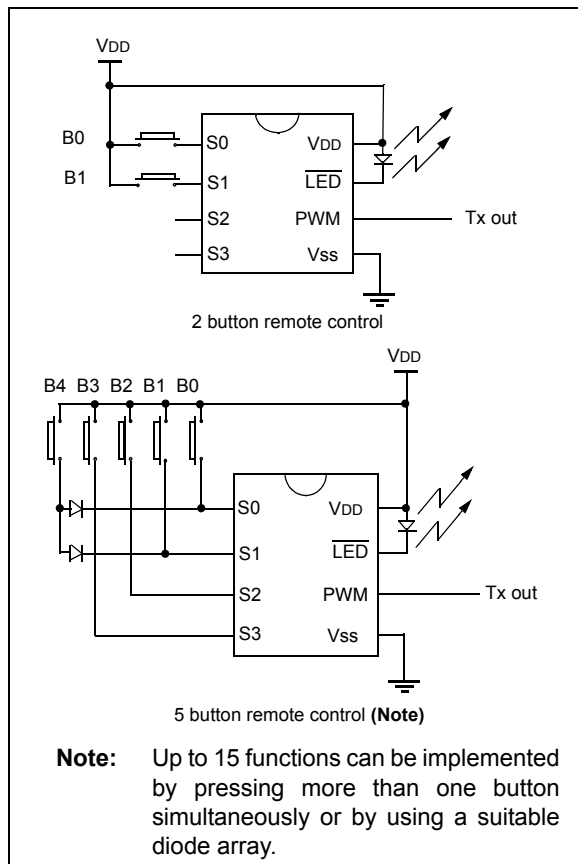 VDD
B0
B1
S0
S1
S2
S3
VDD
LED
PWM
Vss
Tx out
2 button remote control
VDD
B4 B3 B2 B1 B0
S0
S1
S2
S3
VDD
LED
PWM
Vss
Tx out
5 button remote control (Note)
Note: Up to 15 functions can be implemented
by pressing more than one button
simultaneously or by using a suitable
diode array.